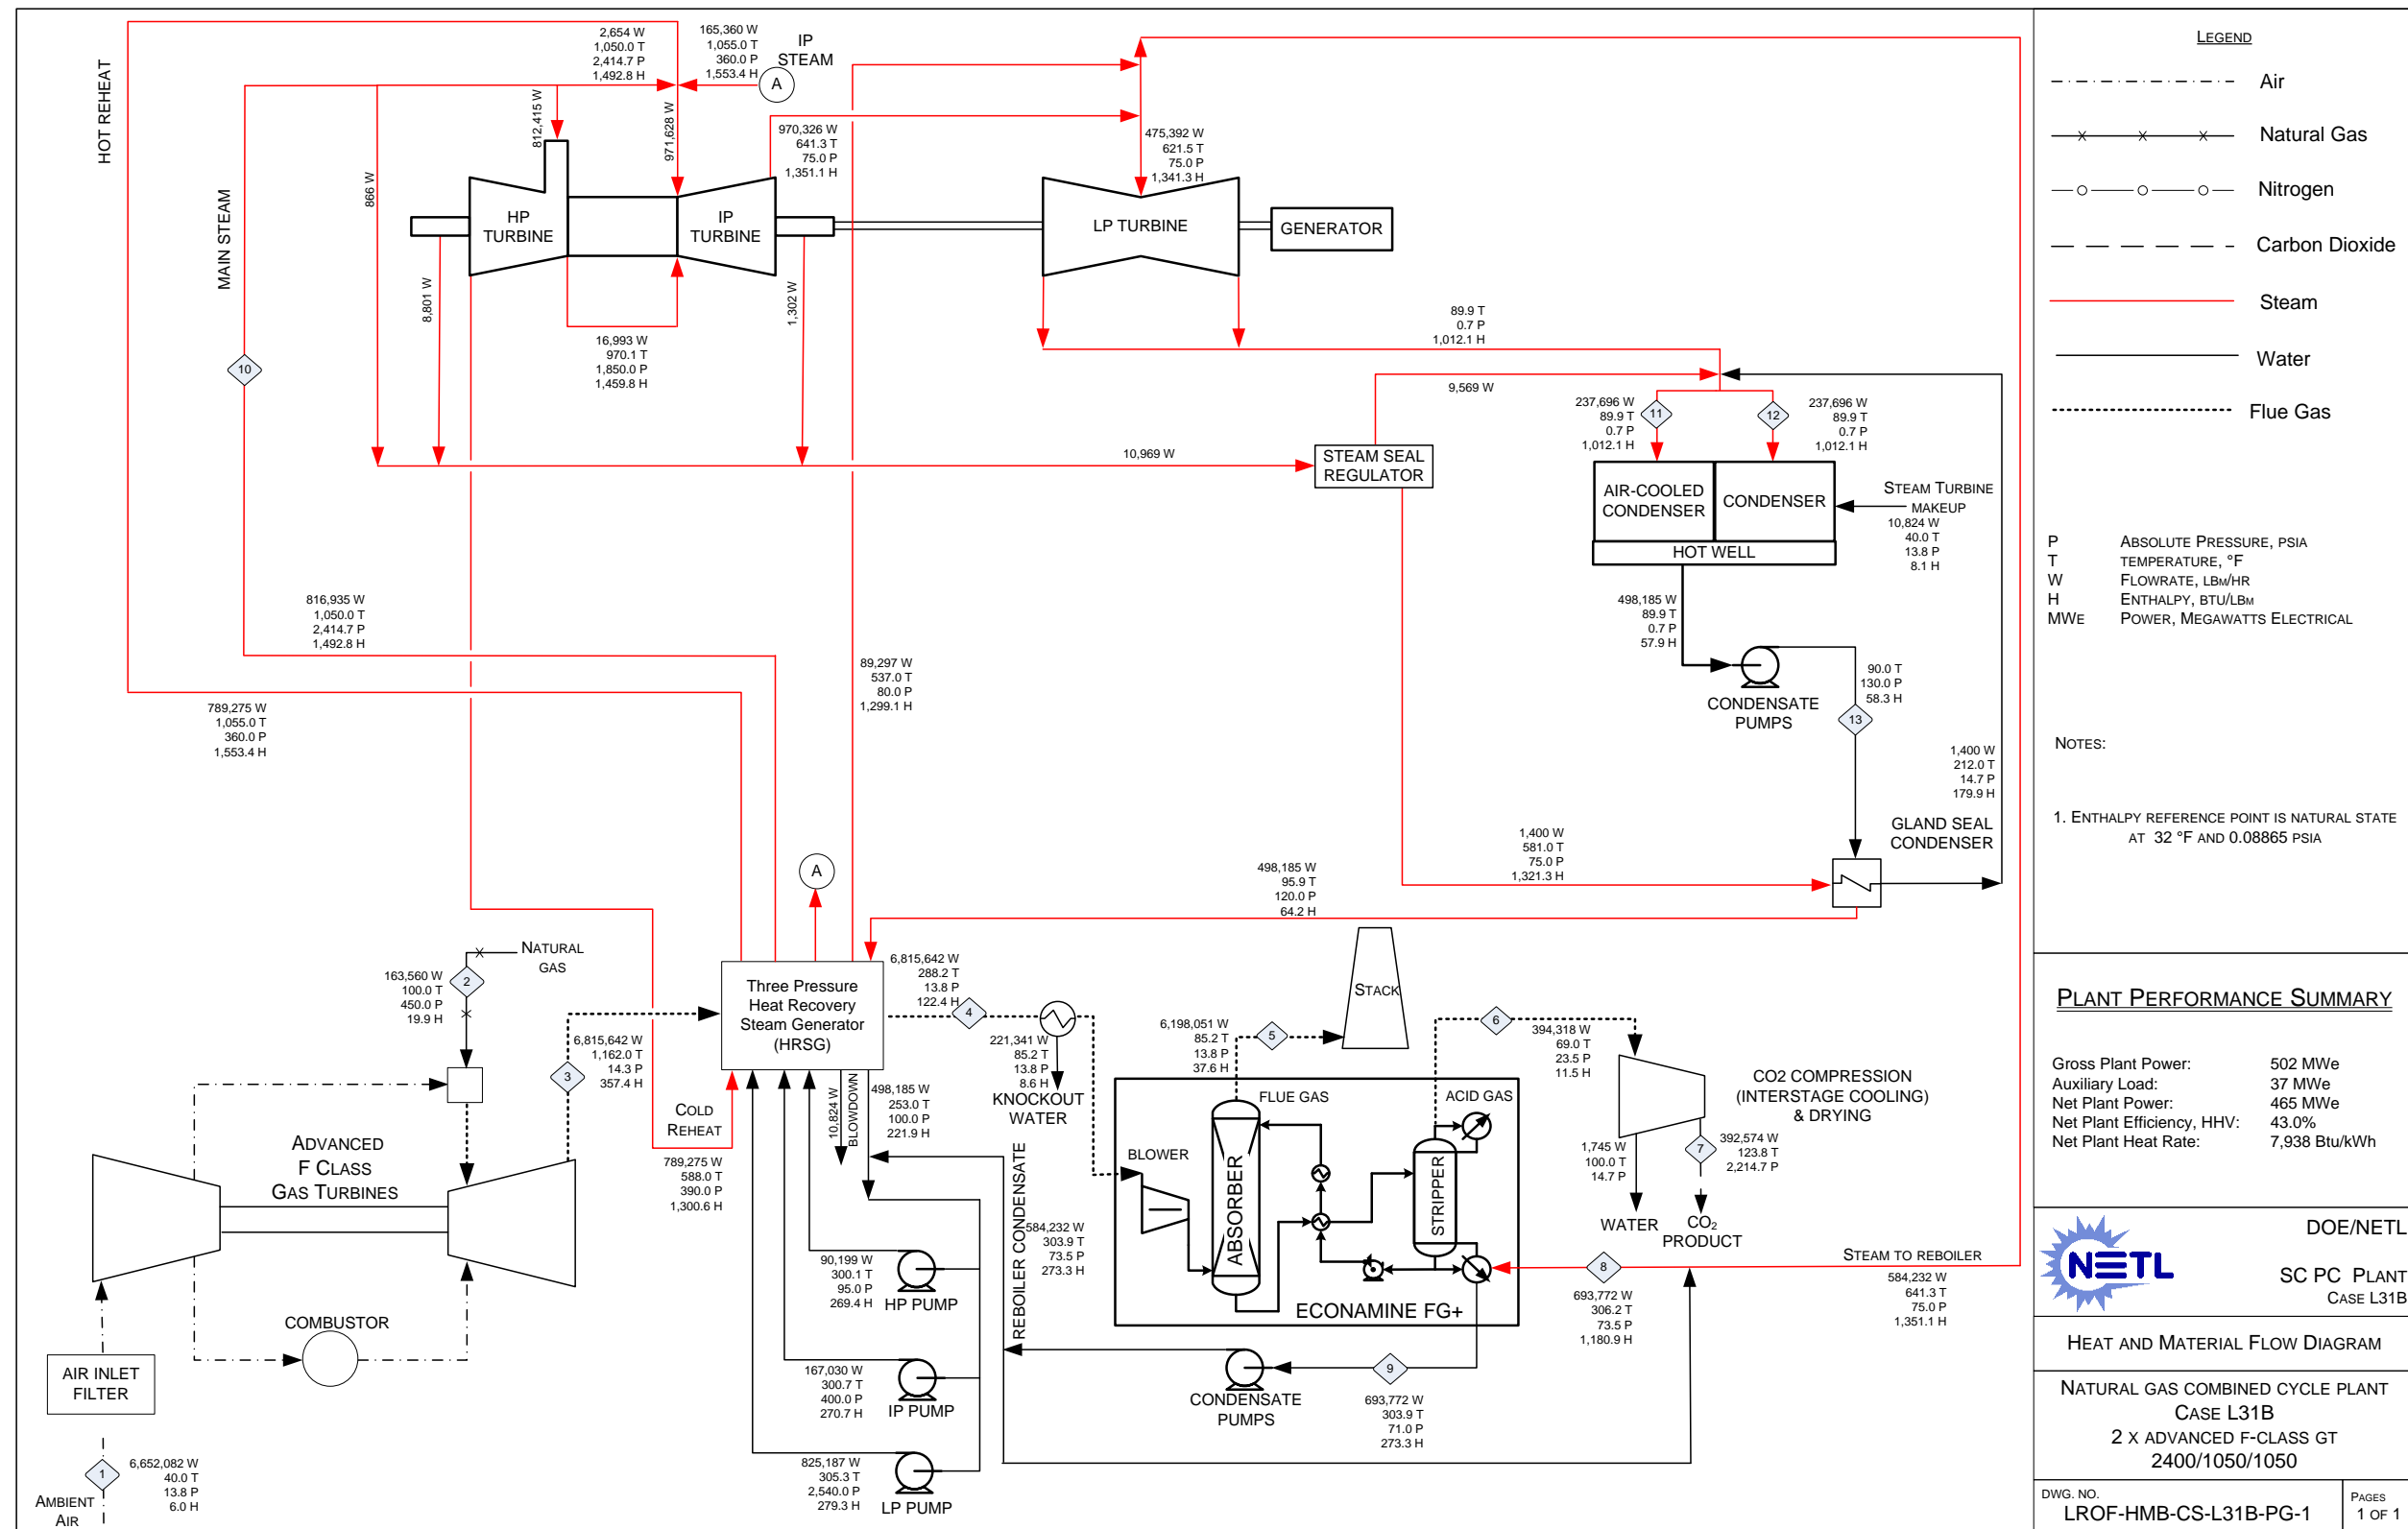 2,654 W
1,050.0 T
2,414.7 P
1,492.8 H
165,360 W
1,055.0 T
360.0 P
1,553.4 H
IP
STEAM
A
HOT REHEAT
MAIN STEAM
812,415 W
971,628 W
866 W
970,326 W
641.3 T
75.0 P
1,351.1 H
475,392 W
621.5 T
75.0 P
1,341.3 H
HP
TURBINE
IP
TURBINE
LP TURBINE
GENERATOR
8,801 W
1,302 W
16,993 W
970.1 T
1,850.0 P
1,459.8 H
10
89.9 T
0.7 P
1,012.1 H
9,569 W
237,696 W
89.9 T
0.7 P
1,012.1 H
11
12
237,696 W
89.9 T
0.7 P
1,012.1 H
10,969 W
STEAM SEAL
REGULATOR
AIR-COOLED
CONDENSER
CONDENSER
HOT WELL
STEAM TURBINE
MAKEUP
10,824 W
40.0 T
13.8 P
8.1 H
498,185 W
89.9 T
0.7 P
57.9 H
CONDENSATE
PUMPS
90.0 T
130.0 P
58.3 H
13
816,935 W
1,050.0 T
2,414.7 P
1,492.8 H
789,275 W
1,055.0 T
360.0 P
1,553.4 H
89,297 W
537.0 T
80.0 P
1,299.1 H
1,400 W
212.0 T
14.7 P
179.9 H
GLAND SEAL
CONDENSER
1,400 W
581.0 T
75.0 P
1,321.3 H
498,185 W
95.9 T
120.0 P
64.2 H
A
NATURAL
GAS
163,560 W
100.0 T
450.0 P
19.9 H
2
6,815,642 W
1,162.0 T
14.3 P
357.4 H
3
Three Pressure
Heat Recovery
Steam Generator
(HRSG)
6,815,642 W
288.2 T
13.8 P
122.4 H
4
221,341 W
85.2 T
13.8 P
8.6 H
KNOCKOUT
WATER
6,198,051 W
85.2 T
13.8 P
37.6 H
5
STACK
6
394,318 W
69.0 T
23.5 P
11.5 H
CO2 COMPRESSION
(INTERSTAGE COOLING)
& DRYING
1,745 W
100.0 T
14.7 P
7
392,574 W
123.8 T
2,214.7 P
WATER
CO2
PRODUCT
COLD
REHEAT
789,275 W
588.0 T
390.0 P
1,300.6 H
10,824 W
BLOWDOWN
498,185 W
253.0 T
100.0 P
221.9 H
REBOILER CONDENSATE
584,232 W
303.9 T
73.5 P
273.3 H
BLOWER
FLUE GAS
ACID GAS
ABSORBER
STRIPPER
ECONAMINE FG+
STEAM TO REBOILER
8
584,232 W
641.3 T
75.0 P
1,351.1 H
693,772 W
306.2 T
73.5 P
1,180.9 H
ADVANCED
F CLASS
GAS TURBINES
COMBUSTOR
AIR INLET
FILTER
1
6,652,082 W
40.0 T
13.8 P
6.0 H
AMBIENT
AIR
90,199 W
300.1 T
95.0 P
269.4 H
HP PUMP
167,030 W
300.7 T
400.0 P
270.7 H
IP PUMP
825,187 W
305.3 T
2,540.0 P
279.3 H
LP PUMP
CONDENSATE
PUMPS
9
693,772 W
303.9 T
71.0 P
273.3 H
LEGEND
Air
Natural Gas
Nitrogen
Carbon Dioxide
Steam
Water
Flue Gas
P ABSOLUTE PRESSURE, PSIA
T TEMPERATURE, °F
W FLOWRATE, LBM/HR
H ENTHALPY, BTU/LBM
MWE POWER, MEGAWATTS ELECTRICAL
NOTES:
1. ENTHALPY REFERENCE POINT IS NATURAL STATE
AT 32 °F AND 0.08865 PSIA
PLANT PERFORMANCE SUMMARY
Gross Plant Power: 502 MWe
Auxiliary Load: 37 MWe
Net Plant Power: 465 MWe
Net Plant Efficiency, HHV: 43.0%
Net Plant Heat Rate: 7,938 Btu/kWh
NETL
DOE/NETL
SC PC PLANT
CASE L31B
HEAT AND MATERIAL FLOW DIAGRAM
NATURAL GAS COMBINED CYCLE PLANT
CASE L31B
2 X ADVANCED F-CLASS GT
2400/1050/1050
DWG. NO.
LROF-HMB-CS-L31B-PG-1
PAGES
1 OF 1